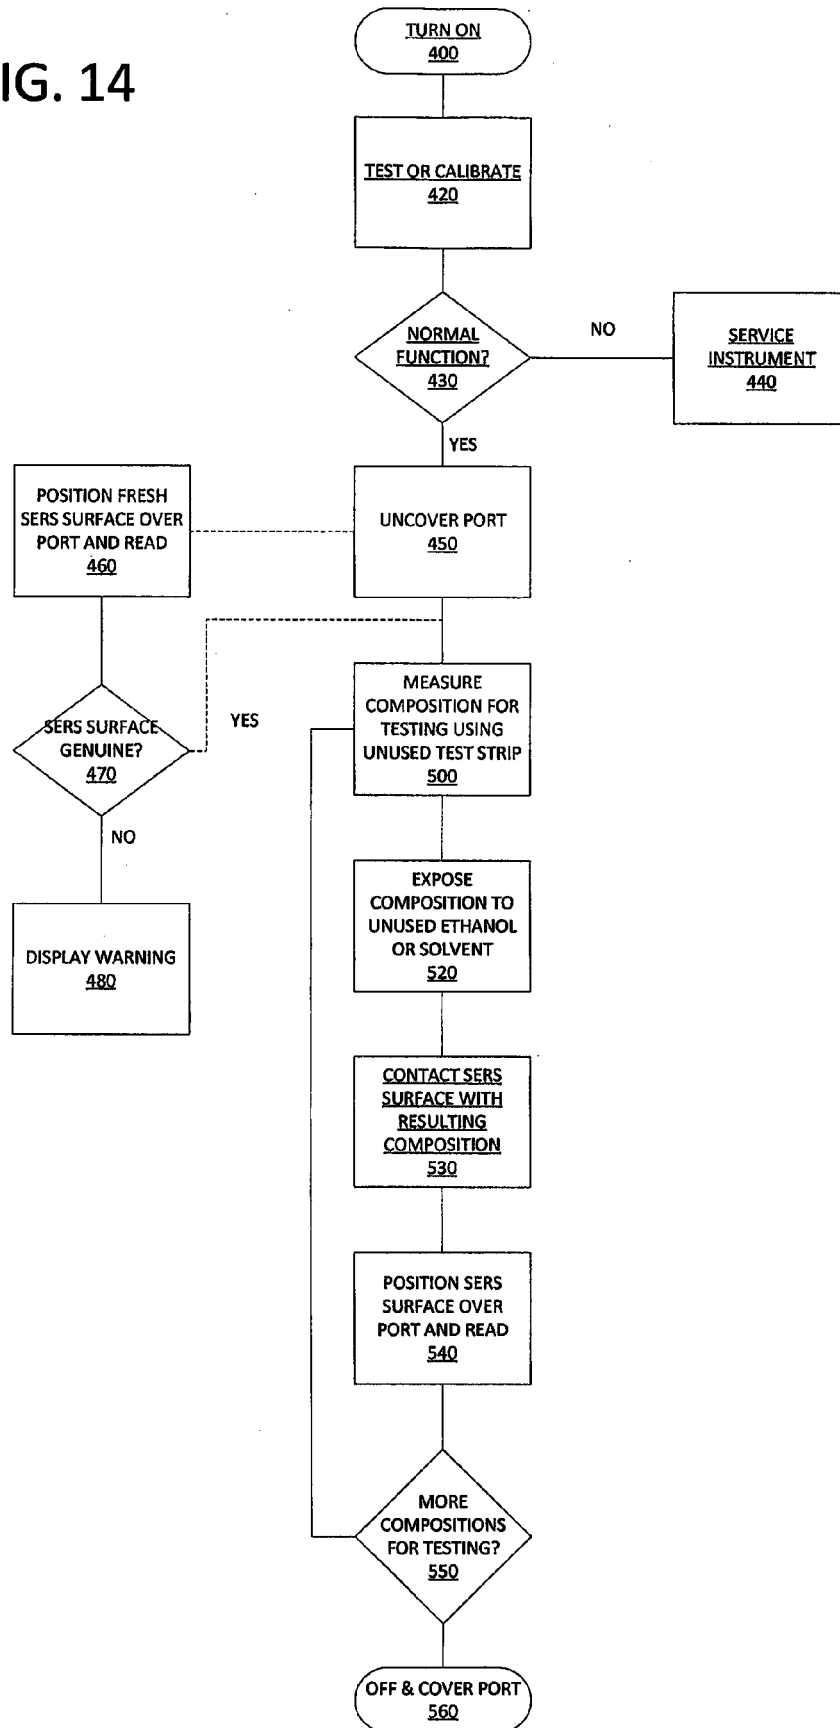 IG. 14
TURN ON
400
TEST OR CALIBRATE
420
NORMAL
FUNCTION?
430
NO
SERVICE
INSTRUMENT
440
YES
POSITION FRESH
SERS SURFACE OVER
PORT AND READ
460
UNCOVER PORT
450
SERS SURFACE
GENUINE?
470
YES
NO
DISPLAY WARNING
480
MEASURE
COMPOSITION FOR
TESTING USING
UNUSED TEST STRIP
500
EXPOSE
COMPOSITION TO
UNUSED ETHANOL
OR SOLVENT
520
CONTACT SERS
SURFACE WITH
RESULTING
COMPOSITION
530
POSITION SERS
SURFACE OVER
PORT AND READ
540
MORE
COMPOSITIONS
FOR TESTING?
550
OFF & COVER PORT
560